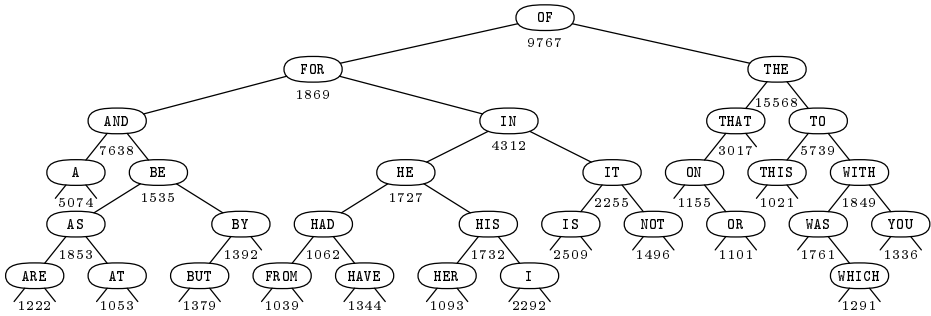 OF
9767
FOR THE
1869 15568
AND IN THAT TO
7638 4312 3017 5739
A BE HE IT ON THIS WITH
5074 1535 1727 2255 1155 1021 1849
AS BY HAD HIS IS NOT OR WAS YOU
1853 1392 1062 1732 2509 1496 1101 1761 1336
ARE AT BUT FROM HAVE HER I WHICH
1222 1053 1379 1039 1344 1093 2292 1291